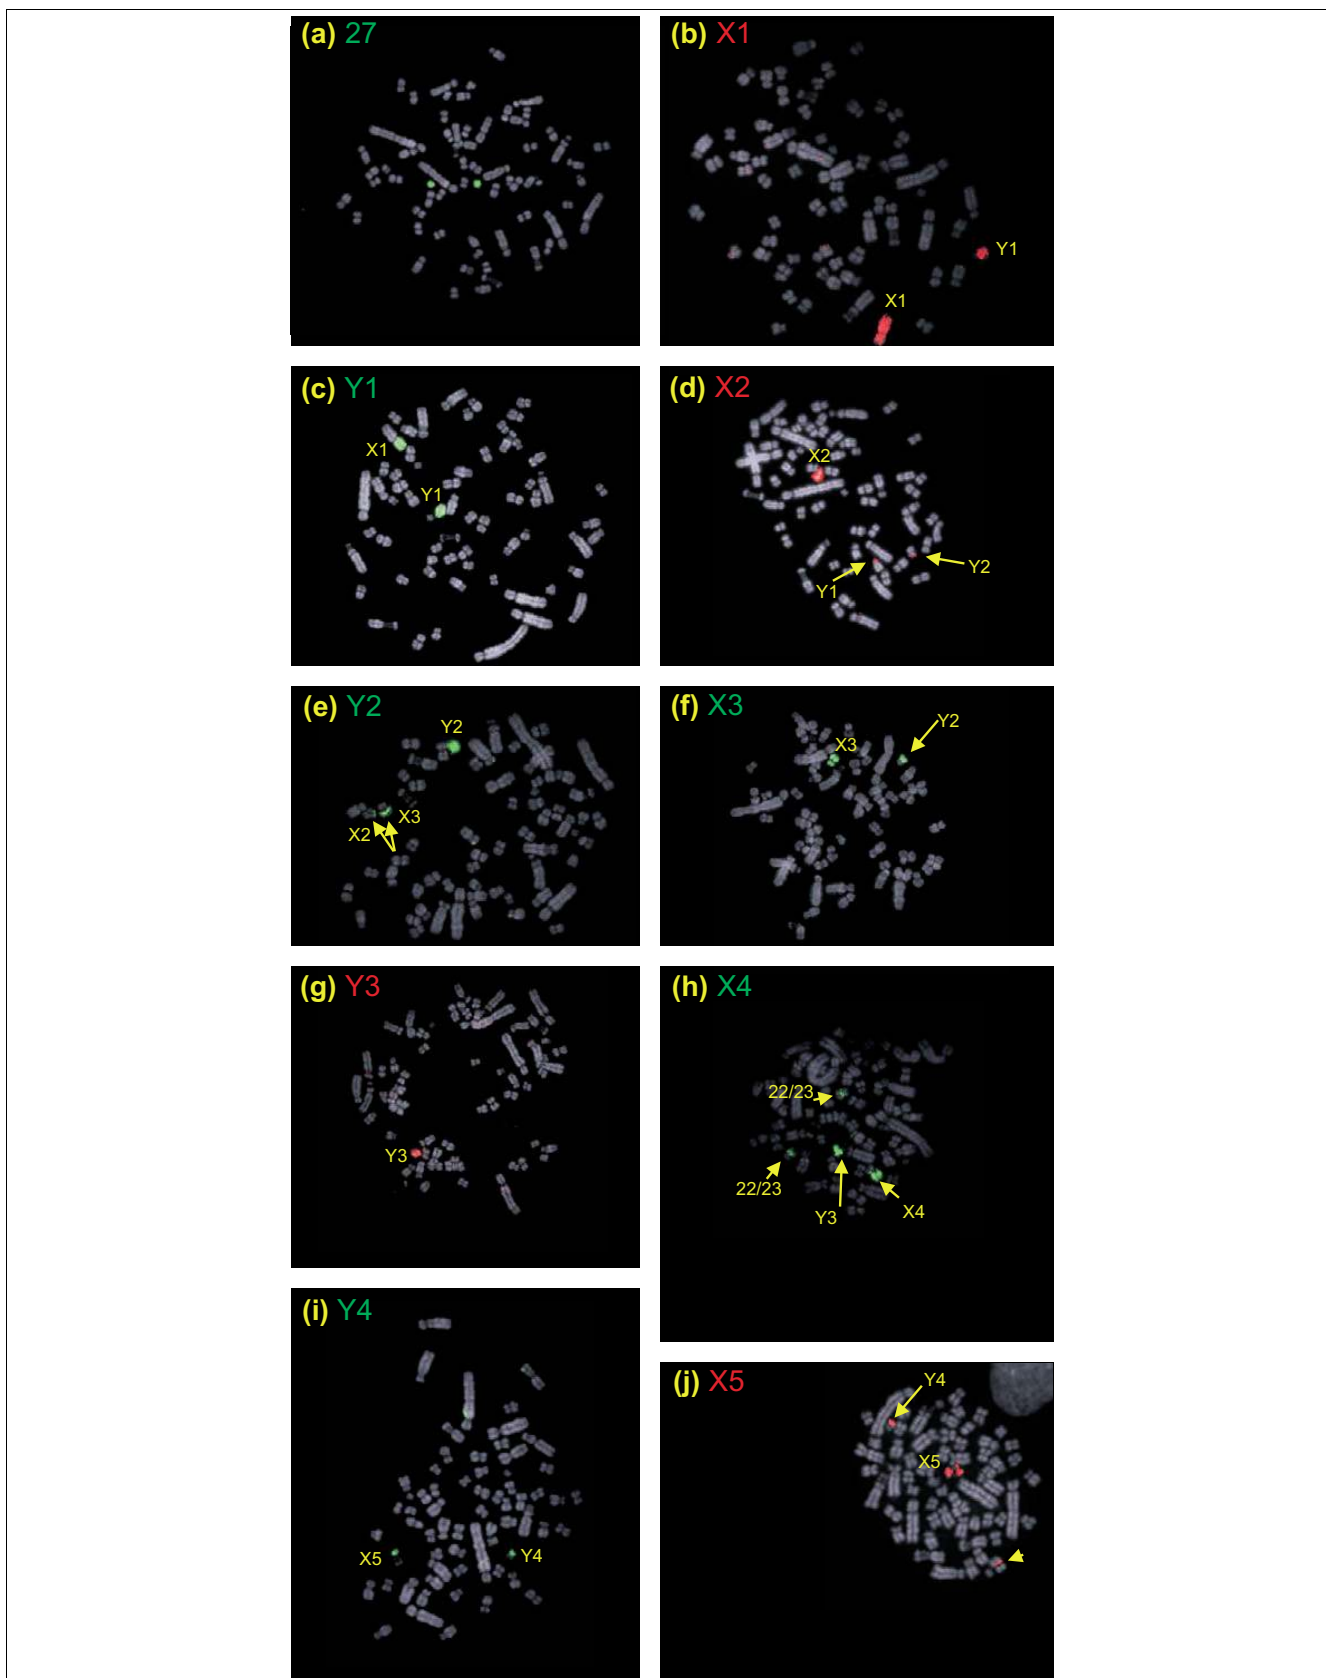 (a) 27
(b) X1
Y1
X1
(c) Y1
X1
Y1
(d) X2
X2
Y1
Y2
(e) Y2
Y2
X3
X2
(f) X3
X3
Y2
(g) Y3
Y3
(h) X4
22/23
22/23
Y3
X4
(i) Y4
X5
Y4
(j) X5
Y4
X5